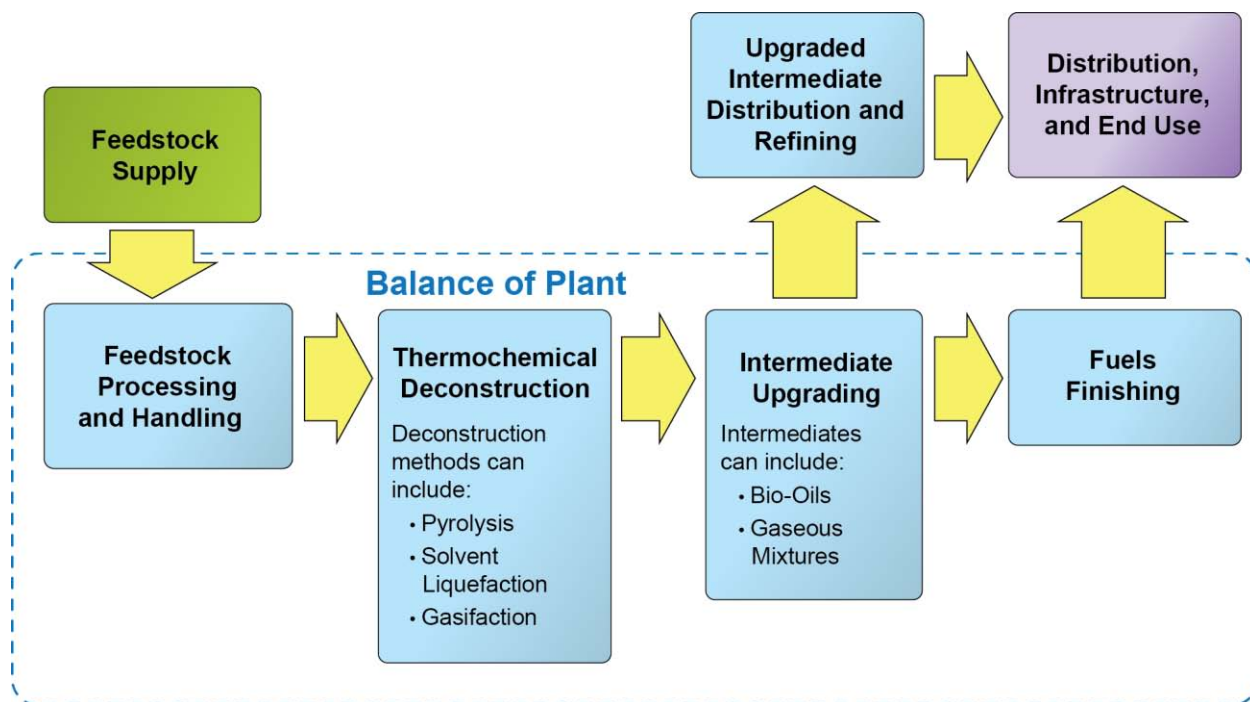 Feedstock
Supply
Upgraded
Intermediate
Distribution and
Refining
Distribution,
Infrastructure,
and End Use
Balance of Plant
Feedstock
Processing
and Handling
Thermochemical
Deconstruction
Deconstruction
methods can
include:
• Pyrolysis
• Solvent
Liquefaction
• Gasifaction
Intermediate
Upgrading
Intermediates
can include:
• Bio-Oils
• Gaseous
Mixtures
Fuels
Finishing